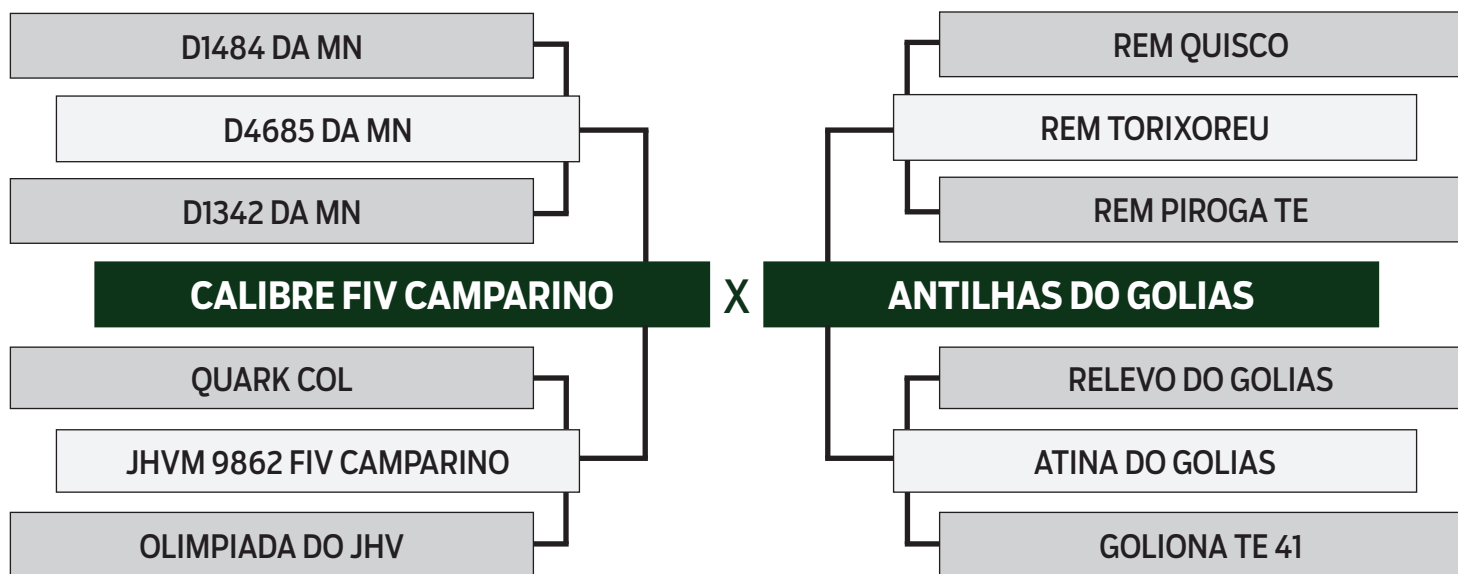 D1484 DA MN
REM QUISCO
D4685 DA MN
REM TORIXOREU
D1342 DA MN
REM PIROGA TE
CALIBRE FIV CAMPARINO X ANTILHAS DO GOLIAS
QUARK COL
RELEVO DO GOLIAS
JHVM 9862 FIV CAMPARINO
ATINA DO GOLIAS
OLIMPIADA DO JHV
GOLIONA TE 41